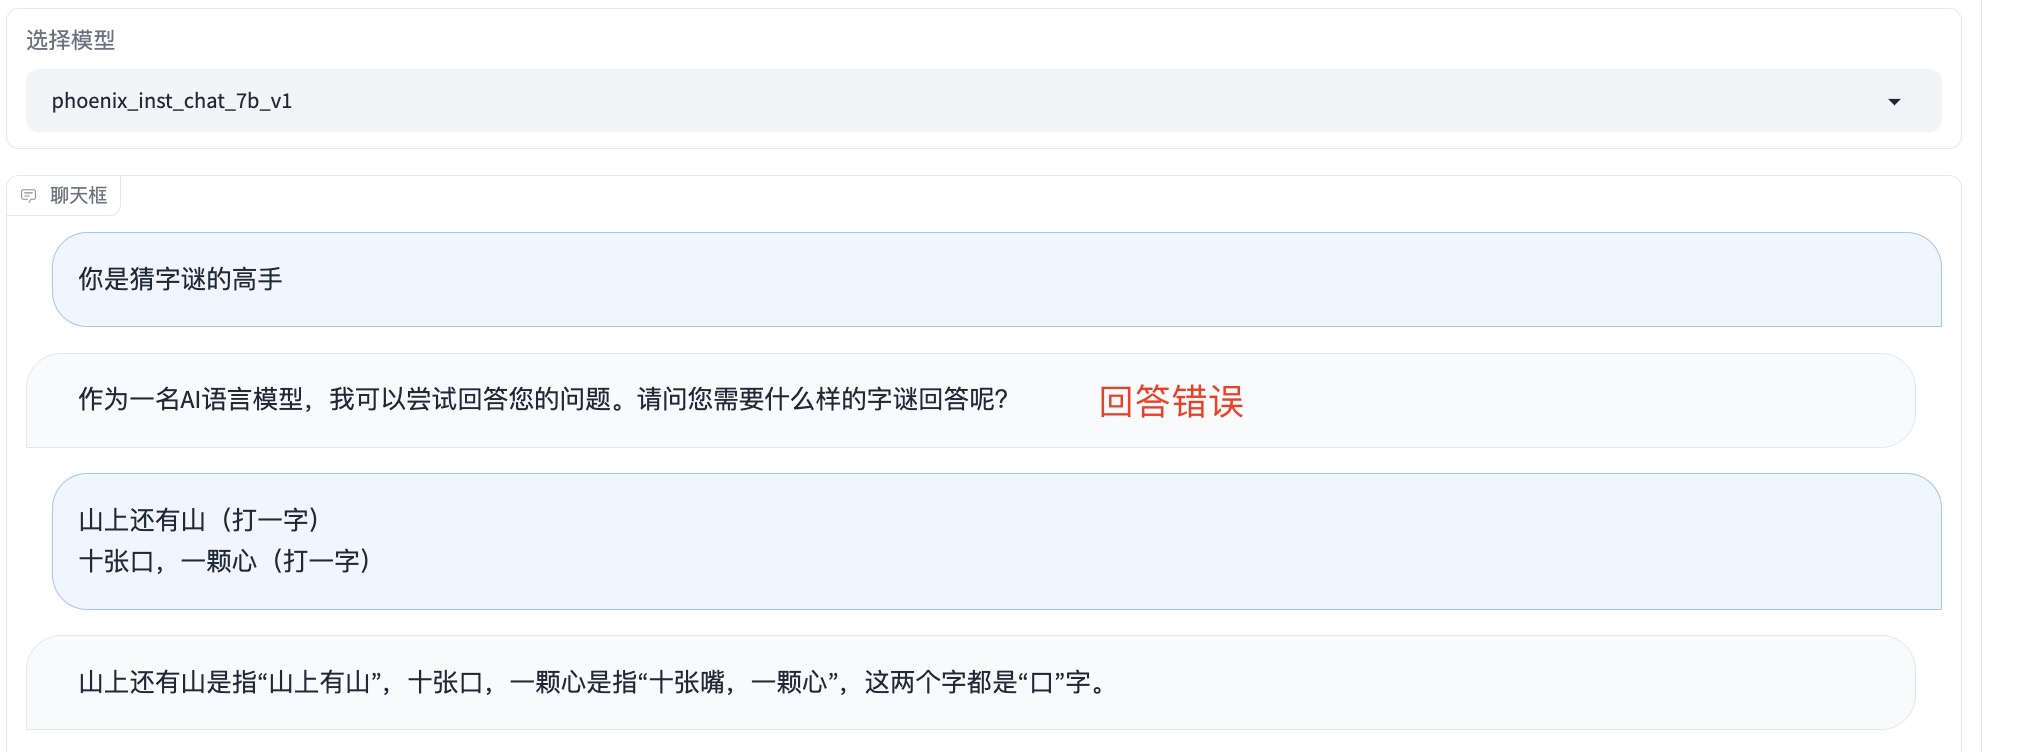 选择模型
phoenix_inst_chat_7b_v1
聊天框
你是猜字谜的高手
作为一名AI语言模型，我可以尝试回答您的问题。请问您需要什么样的字谜回答呢？
回答错误
山上还有山（打一字）
十张口，一颗心（打一字）
山上还有山是指“山上有山”，十张口，一颗心是指“十张嘴，一颗心”，这两个字都是“口”字。